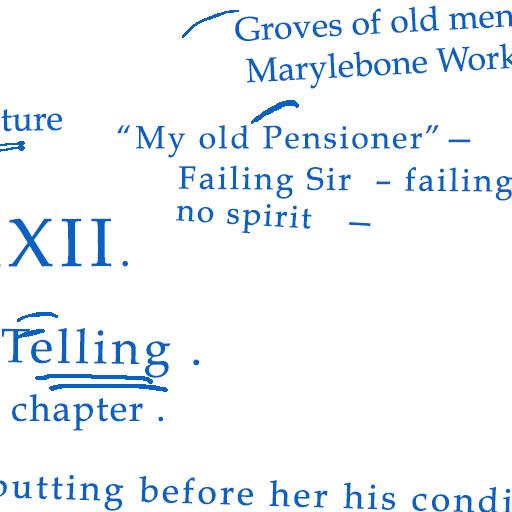 Groves of old men
Marylebone Work
ture
“My old Pensioner” —
Failing Sir – failing
no spirit —
XII.
Telling .
chapter .
putting before her his condi